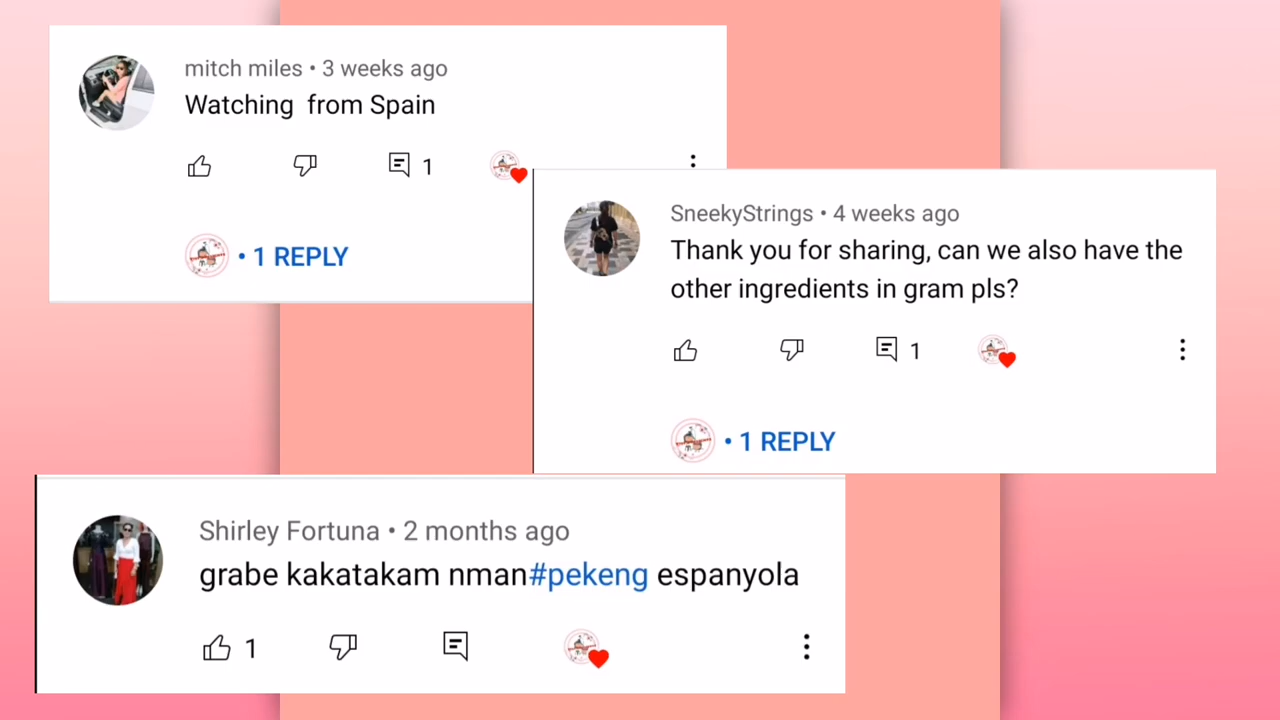 mitch miles • 3 weeks ago
Watching  from Spain
1
• 1 REPLY
SneekyStrings • 4 weeks ago
Thank you for sharing, can we also have the
other ingredients in gram pls?
1
• 1 REPLY
Shirley Fortuna • 2 months ago
grabe kakatakam nman#pekeng espanyola
1